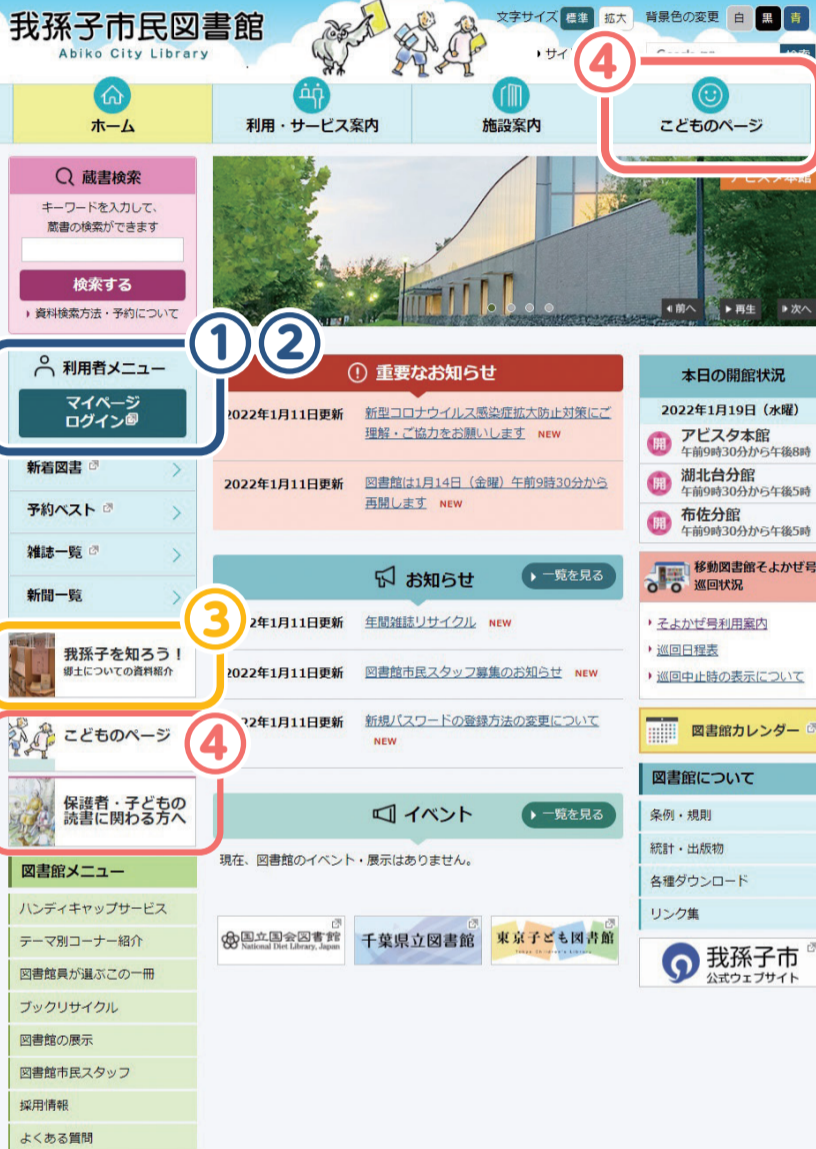 我孫子市民図書館
Abiko City Library
文字サイズ 標準 拡大 背景色の変更 白 黒 青
サイ
④
ホーム
利用・サービス案内
施設案内
こどものページ
蔵書検索
キーワードを入力して、
蔵書の検索ができます
検索する
資料検索方法・予約について
アビスタ本館
前へ 再生 次へ
①②
利用者メニュー
マイページ
ログイン
新着図書
予約ベスト
雑誌一覧
新聞一覧
③
我孫子を知ろう！
郷土についての資料紹介
④
こどものページ
保護者・子どもの
読書に関わる方へ
図書館メニュー
ハンディキャップサービス
テーマ別コーナー紹介
図書館員が選ぶこの一冊
ブックリサイクル
図書館の展示
図書館市民スタッフ
採用情報
よくある質問
重要なお知らせ
2022年1月11日更新 新型コロナウイルス感染症拡大防止対策にご
理解・ご協力をお願いします NEW
2022年1月11日更新 図書館は1月14日（金曜）午前9時30分から
再開します NEW
お知らせ
一覧を見る
2年1月11日更新 年間雑誌リサイクル NEW
2022年1月11日更新 図書館市民スタッフ募集のお知らせ NEW
22年1月11日更新 新規パスワードの登録方法の変更について
NEW
イベント
一覧を見る
現在、図書館のイベント・展示はありません。
国立国会図書館
National Diet Library, Japan
千葉県立図書館
東京子ども図書館
Tokyo Children's Library
本日の開館状況
2022年1月19日（水曜）
開 アビスタ本館
午前9時30分から午後8時
開 湖北台分館
午前9時30分から午後5時
開 布佐分館
午前9時30分から午後5時
移動図書館そよかぜ号
巡回状況
そよかぜ号利用案内
巡回日程表
巡回中止時の表示について
図書館カレンダー
図書館について
条例・規則
統計・出版物
各種ダウンロード
リンク集
我孫子市
公式ウェブサイト